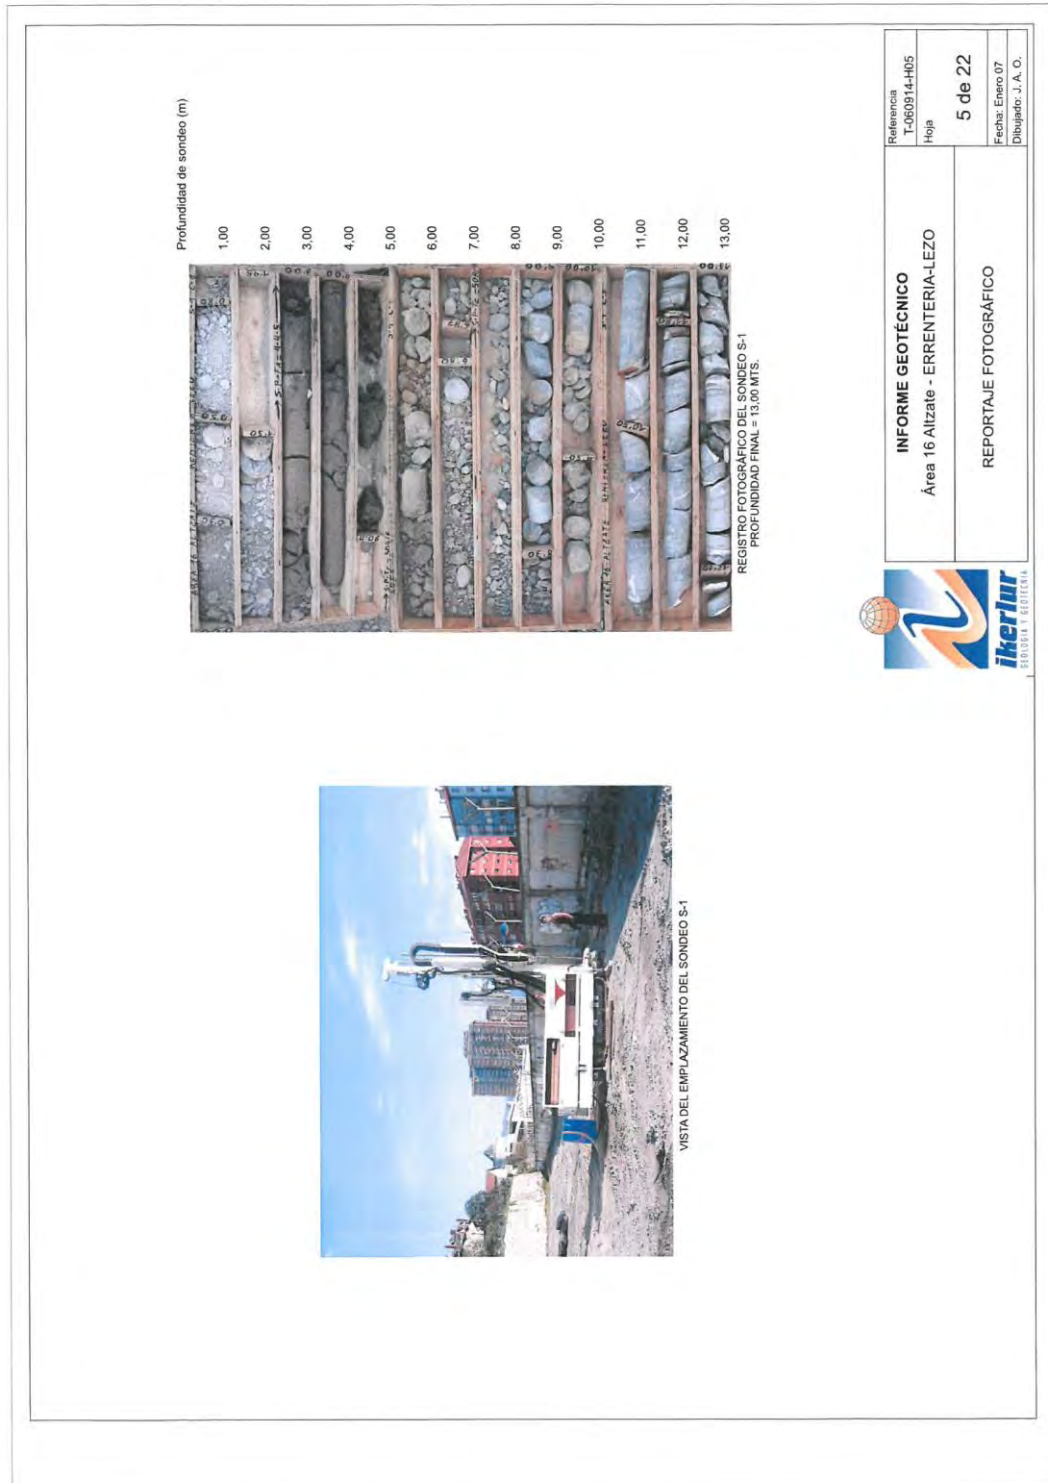 Profundidad de sondeo (m)
1,00
2,00
3,00
4,00
5,00
6,00
7,00
8,00
9,00
10,00
11,00
12,00
13,00
REGISTRO FOTOGRÁFICO DEL SONDEO S-1
PROFUNDIDAD FINAL = 13,00 MTS.
VISTA DEL EMPLAZAMIENTO DEL SONDEO S-1
ikerlur
GEOLOGIA Y GEOTECNIA
INFORME GEOTÉCNICO
Área 16 Altzate - ERRENTERIA-LEZO
REPORTAJE FOTOGRÁFICO
Referencia
T-060914-H05
Hoja
5 de 22
Fecha: Enero 07
Dibujado: J. A. O.